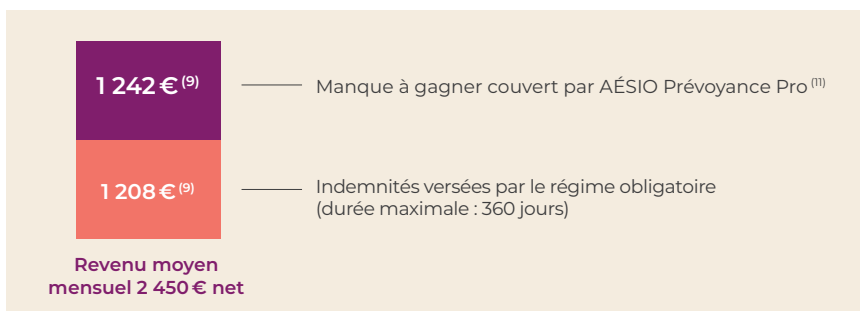 1 242 € (9)
Manque à gagner couvert par AÉSIO Prévoyance Pro (11)
1 208 € (9)
Indemnités versées par le régime obligatoire
(durée maximale : 360 jours)
Revenu moyen
mensuel 2 450 € net